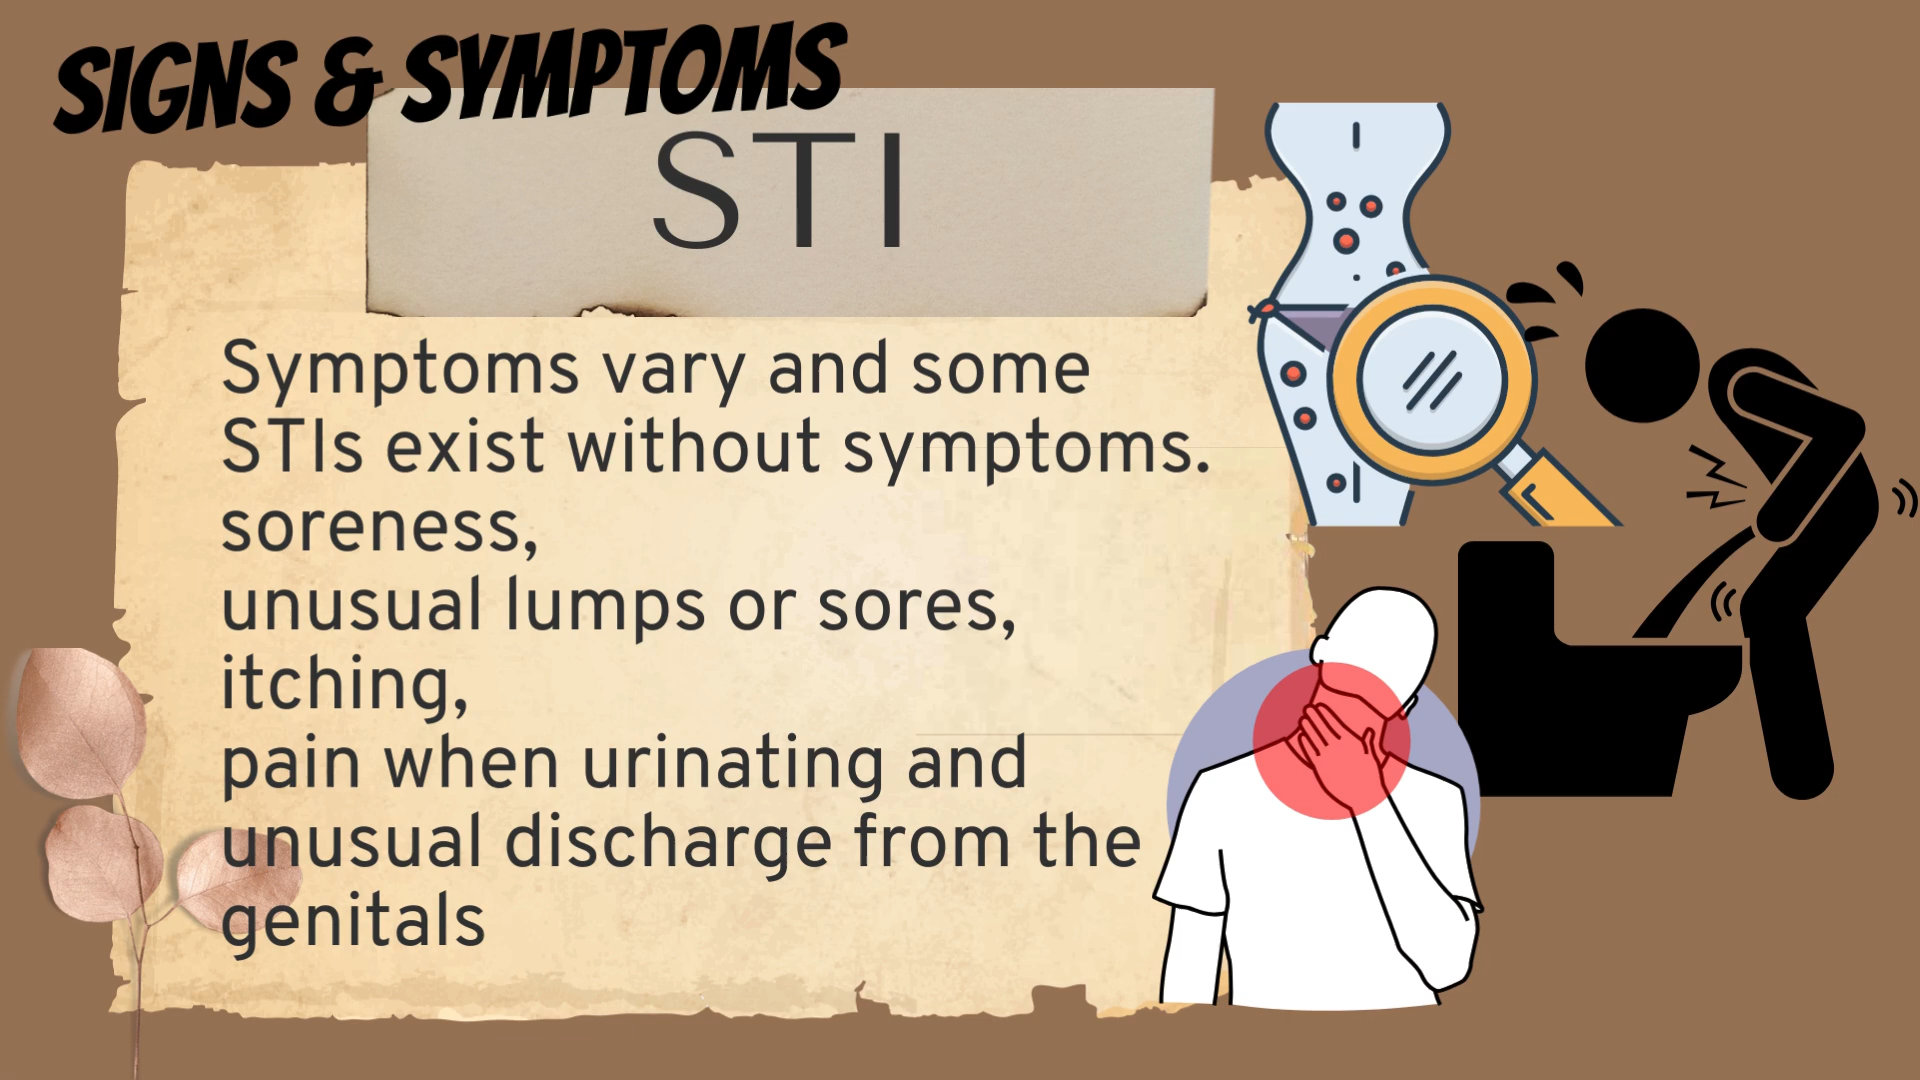 SIGNS & SYMPTOMS
STI
Symptoms vary and some
STIs exist without symptoms.
soreness,
unusual lumps or sores,
itching,
pain when urinating and
unusual discharge from the
genitals